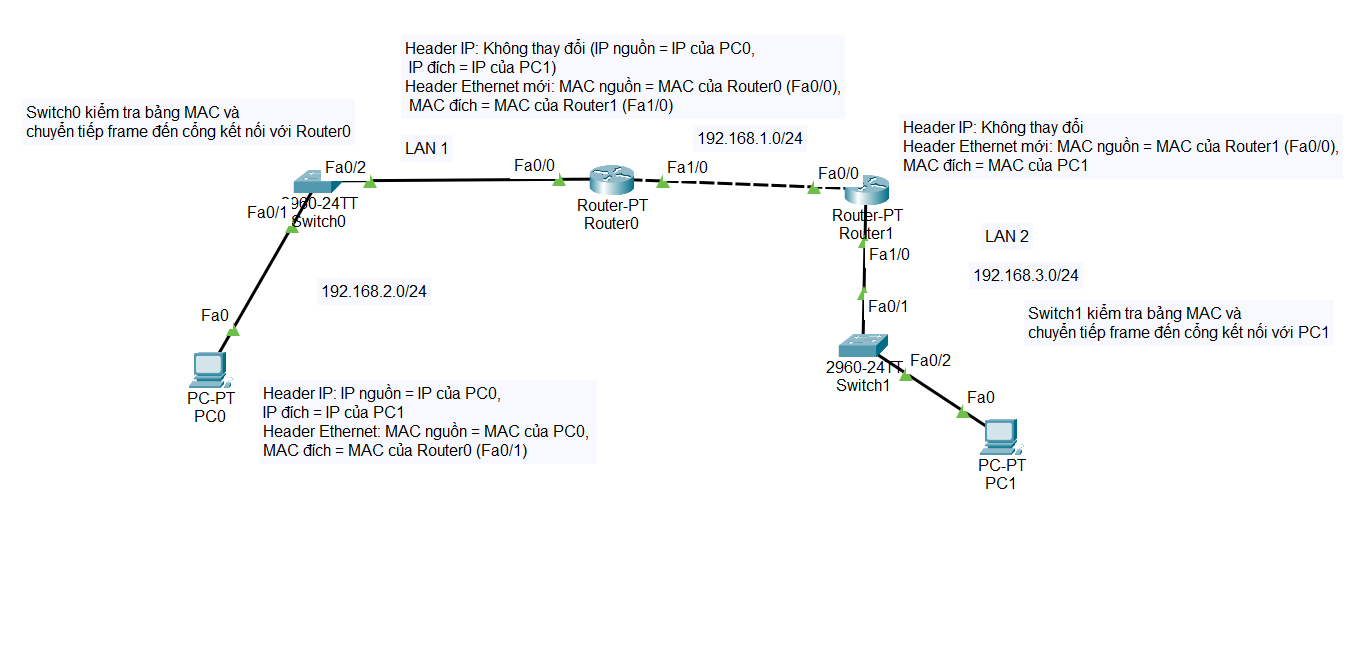 Header IP: Không thay đổi (IP nguồn = IP của PC0,
IP đích = IP của PC1)
Header Ethernet mới: MAC nguồn = MAC của Router0 (Fa0/0),
MAC đích = MAC của Router1 (Fa1/0)
Switch0 kiểm tra bảng MAC và
chuyển tiếp frame đến cổng kết nối với Router0
LAN 1
192.168.1.0/24
Header IP: Không thay đổi
Header Ethernet mới: MAC nguồn = MAC của Router1 (Fa0/0),
MAC đích = MAC của PC1
Fa0/2
Fa0/0
Fa1/0
Fa0/0
2960-24TT
Switch0
Fa0/1
Router-PT
Router0
Router-PT
Router1
LAN 2
Fa1/0
192.168.3.0/24
192.168.2.0/24
Fa0
Fa0/1
Switch1 kiểm tra bảng MAC và
chuyển tiếp frame đến cổng kết nối với PC1
2960-24TT
Switch1
Fa0/2
Fa0
PC-PT
PC0
Header IP: IP nguồn = IP của PC0,
IP đích = IP của PC1
Header Ethernet: MAC nguồn = MAC của PC0,
MAC đích = MAC của Router0 (Fa0/1)
PC-PT
PC1